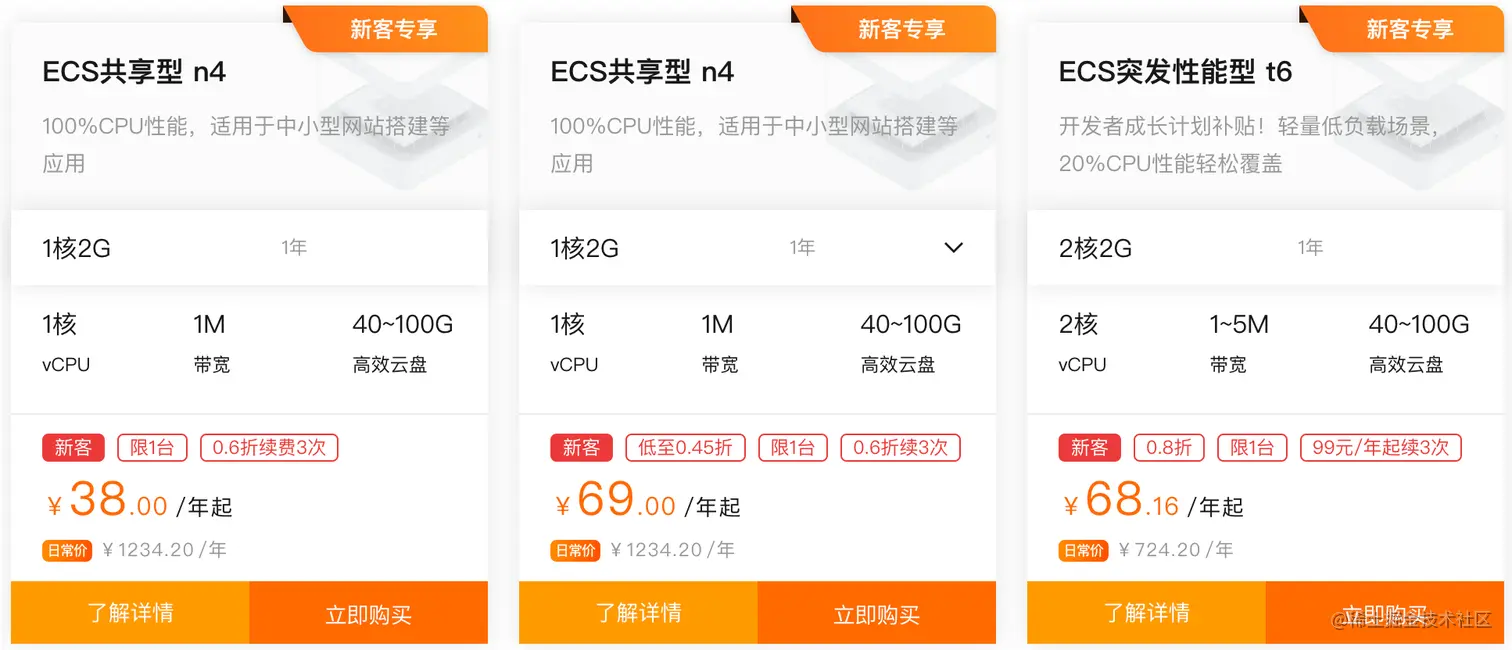 新客专享
ECS共享型 n4
100%CPU性能，适用于中小型网站搭建等
应用
1核2G 1年
1核 1M 40~100G
vCPU 带宽 高效云盘
新客 限1台 0.6折续费3次
¥38.00 /年起
日常价 ¥1234.20/年
了解详情 立即购买
新客专享
ECS共享型 n4
100%CPU性能，适用于中小型网站搭建等
应用
1核2G 1年
1核 1M 40~100G
vCPU 带宽 高效云盘
新客 低至0.45折 限1台 0.6折续3次
¥69.00 /年起
日常价 ¥1234.20/年
了解详情 立即购买
新客专享
ECS突发性能型 t6
开发者成长计划补贴！轻量低负载场景，
20%CPU性能轻松覆盖
2核2G 1年
2核 1~5M 40~100G
vCPU 带宽 高效云盘
新客 0.8折 限1台 99元/年起续3次
¥68.16 /年起
日常价 ¥724.20/年
了解详情 立即购买
@稀土掘金技术社区